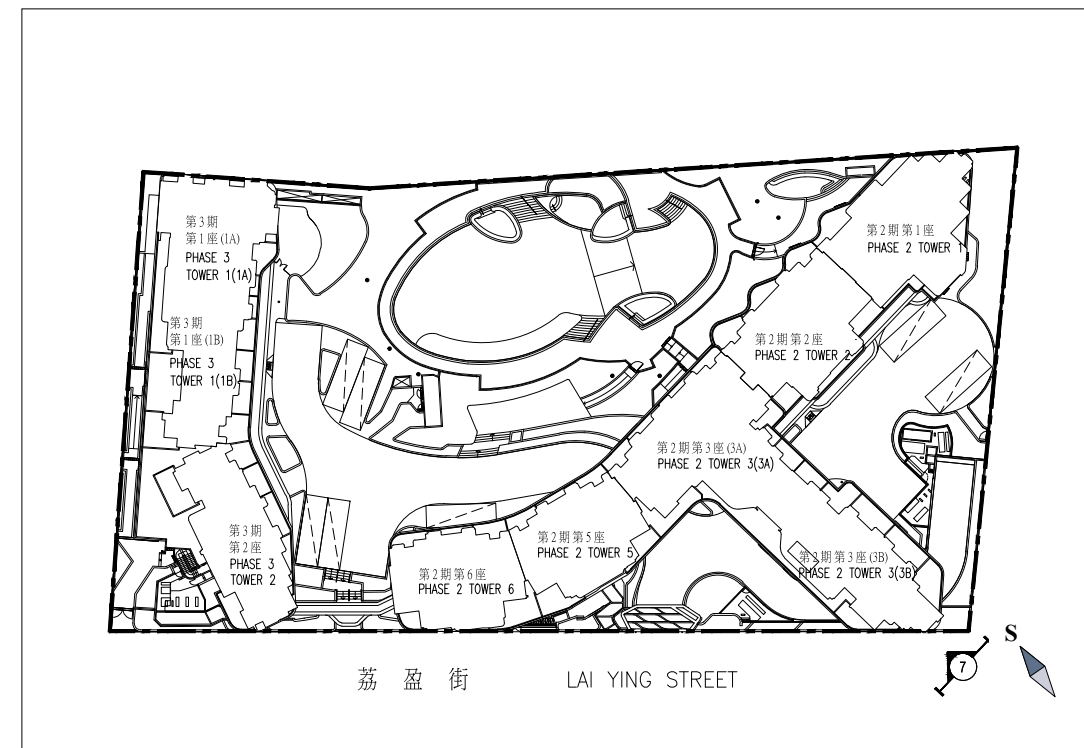 第3期
第1座(1A)
PHASE 3
TOWER 1(1A)
第3期
第1座(1B)
PHASE 3
TOWER 1(1B)
第3期
第2座
PHASE 3
TOWER 2
第2期第1座
PHASE 2 TOWER 1
第2期第2座
PHASE 2 TOWER 2
第2期第3座(3A)
PHASE 2 TOWER 3(3A)
第2期第5座
PHASE 2 TOWER 5
第2期第6座
PHASE 2 TOWER 6
第2期第3座(3B)
PHASE 2 TOWER 3(3B)
荔盈街 LAI YING STREET
7
S